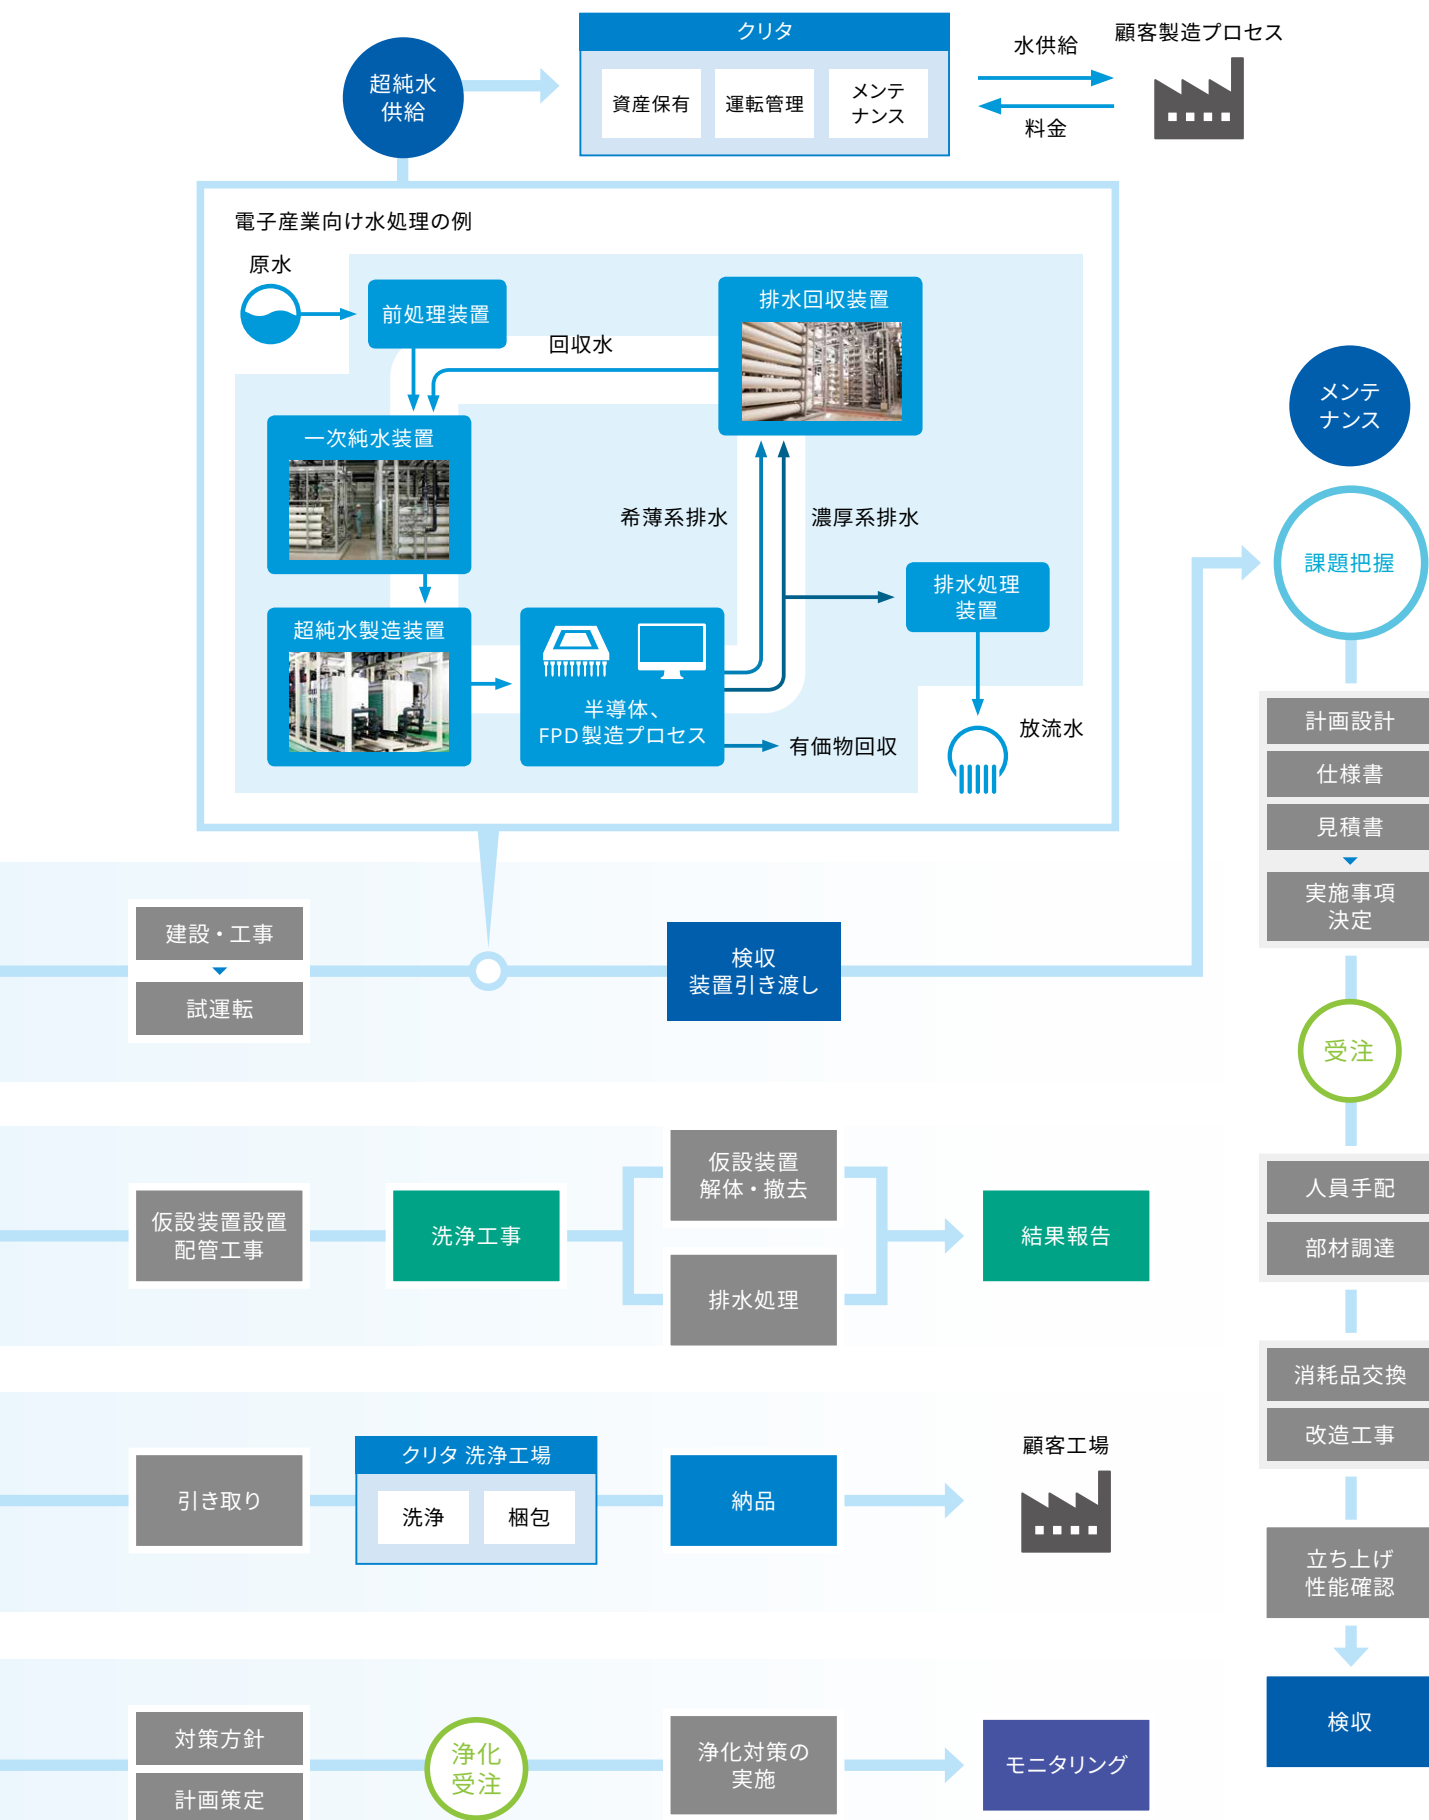 超純水
供給
クリタ
資産保有
運転管理
メンテ
ナンス
水供給
料金
顧客製造プロセス
電子産業向け水処理の例
原水
前処理装置
回収水
排水回収装置
一次純水装置
希薄系排水
濃厚系排水
排水処理
装置
超純水製造装置
半導体、
FPD製造プロセス
有価物回収
放流水
メンテ
ナンス
課題把握
計画設計
仕様書
見積書
実施事項
決定
受注
人員手配
部材調達
消耗品交換
改造工事
立ち上げ
性能確認
検収
建設・工事
試運転
検収
装置引き渡し
仮設装置設置
配管工事
洗浄工事
仮設装置
解体・撤去
排水処理
結果報告
引き取り
クリタ 洗浄工場
洗浄
梱包
納品
顧客工場
対策方針
計画策定
浄化
受注
浄化対策の
実施
モニタリング